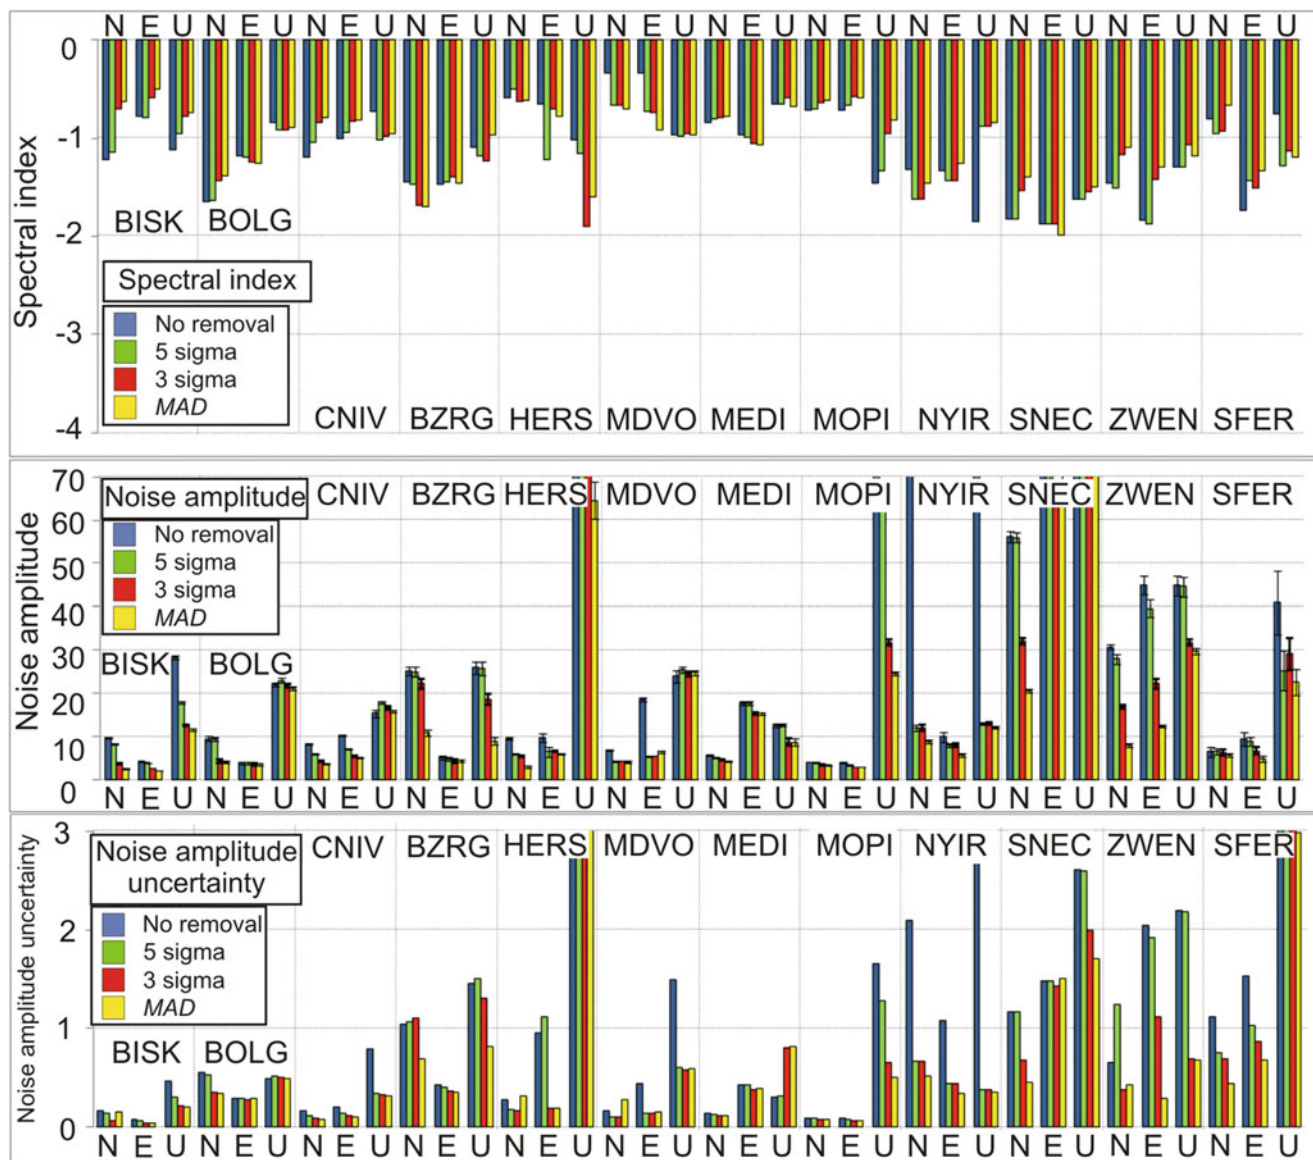 N E U N E U N E U N E U N E U N E U N E U N E U N E U N E U N E U N E U
0
-1
-2
-3
-4
Spectral index
BISK BOLG
Spectral index
No removal
5 sigma
3 sigma
MAD
CNIV BZRG HERS MDVO MEDI MOPI NYIR SNEC ZWEN SFER
70
60
50
40
30
20
10
0
Noise amplitude
Noise amplitude
CNIV BZRG HERS MDVO MEDI MOPI NYIR SNEC ZWEN SFER
No removal
5 sigma
3 sigma
MAD
BISK BOLG
N E U N E U N E U N E U N E U N E U N E U N E U N E U N E U N E U N E U
3
2
1
0
Noise amplitude uncertainty
Noise amplitude
uncertainty
CNIV BZRG HERS MDVO MEDI MOPI NYIR SNEC ZWEN SFER
No removal
5 sigma
3 sigma
MAD
BISK BOLG
N E U N E U N E U N E U N E U N E U N E U N E U N E U N E U N E U N E U